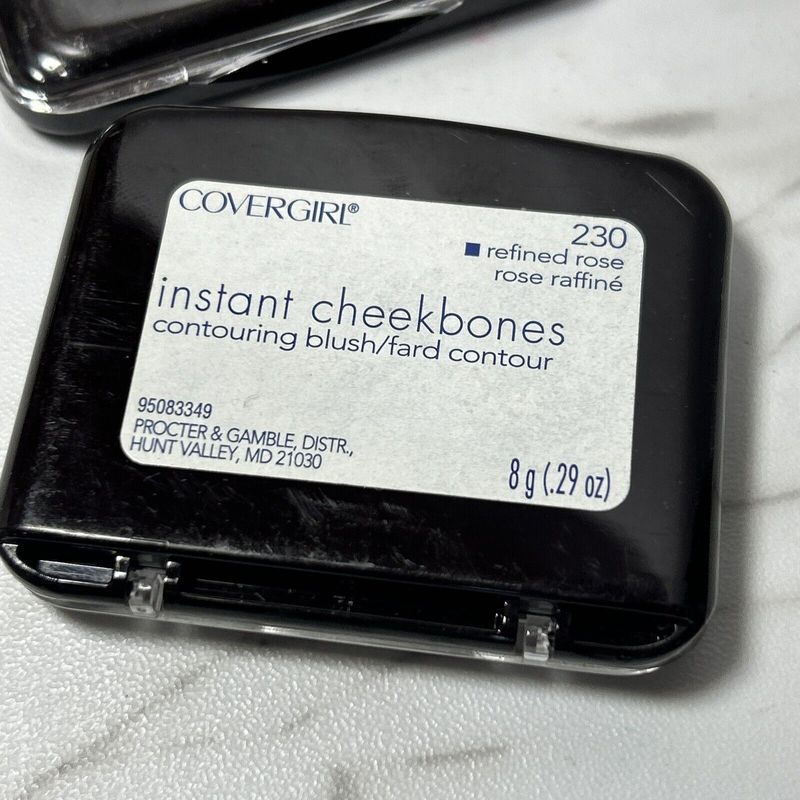 COVERGIRL®
230
■ refined rose
rose raffiné
instant cheekbones
contouring blush/fard contour
95083349
PROCTER & GAMBLE, DISTR.,
HUNT VALLEY, MD 21030
8 g (.29 oz)